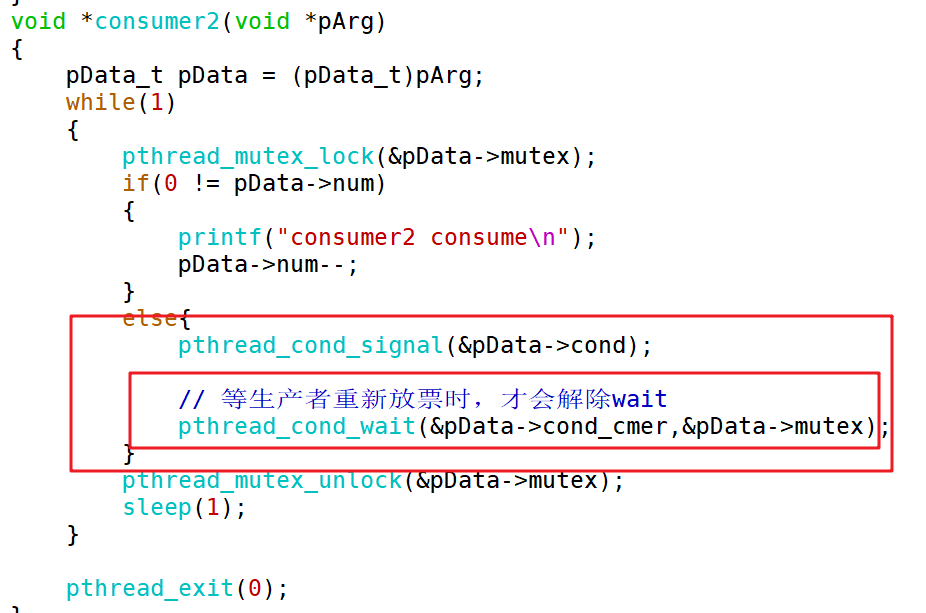 void *consumer2(void *pArg)
{
    pData_t pData = (pData_t)pArg;
    while(1)
    {
        pthread_mutex_lock(&pData->mutex);
        if(0 != pData->num)
        {
            printf("consumer2 consume\n");
            pData->num--;
        }
        else{
            pthread_cond_signal(&pData->cond);

            // 等生产者重新放票时，才会解除wait
            pthread_cond_wait(&pData->cond_cmer,&pData->mutex);
        }
        pthread_mutex_unlock(&pData->mutex);
        sleep(1);
    }

    pthread_exit(0);